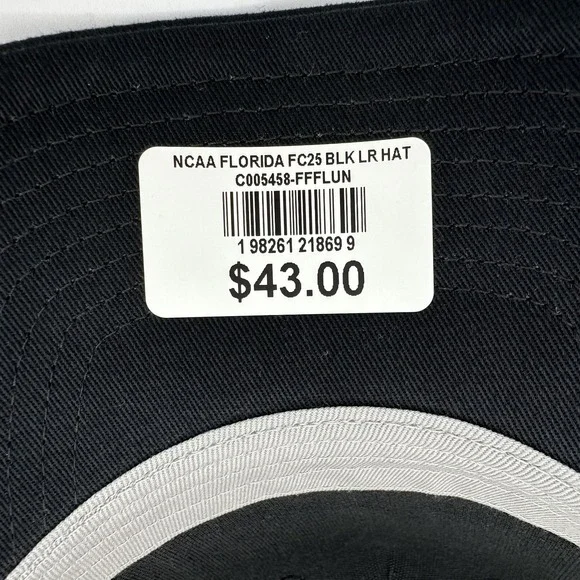 NCAA FLORIDA FC25 BLK LR HAT
C005458-FFFLUN
1 98261 21869 9
$43.00